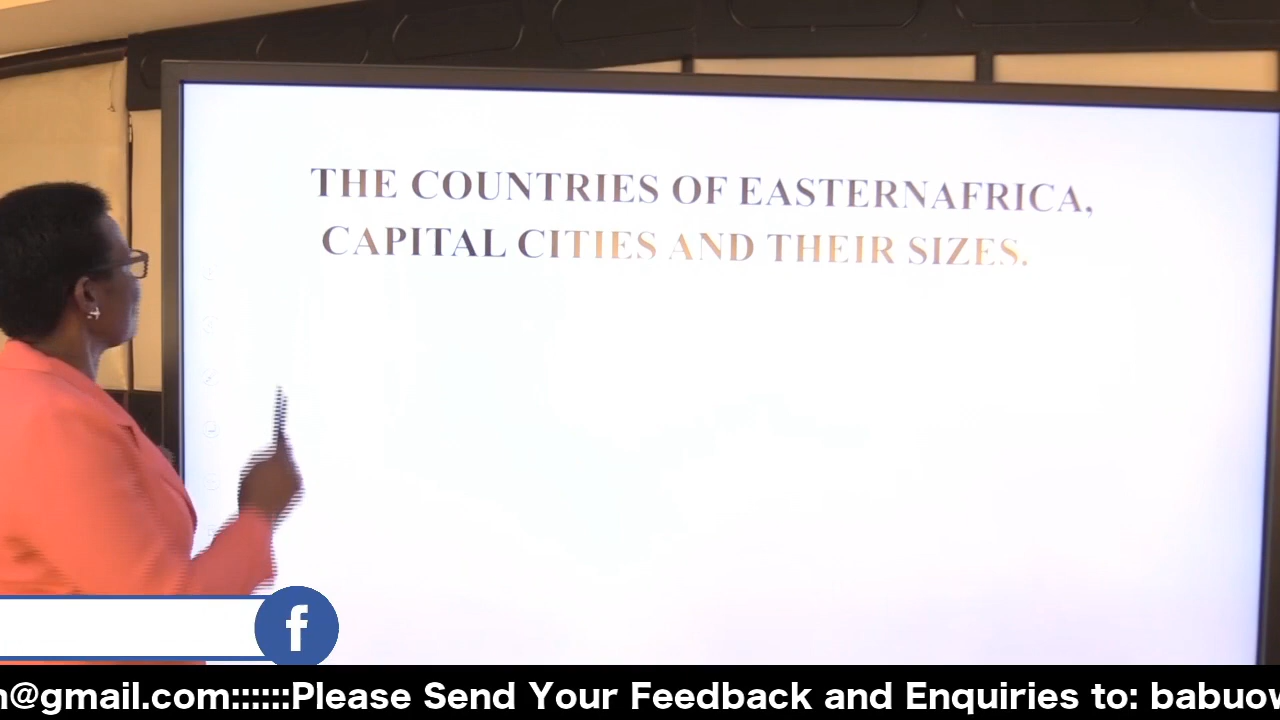 THE COUNTRIES OF EASTERNAFRICA,
CAPITAL CITIES AND THEIR SIZES.
f
@gmail.com::::::Please Send Your Feedback and Enquiries to: